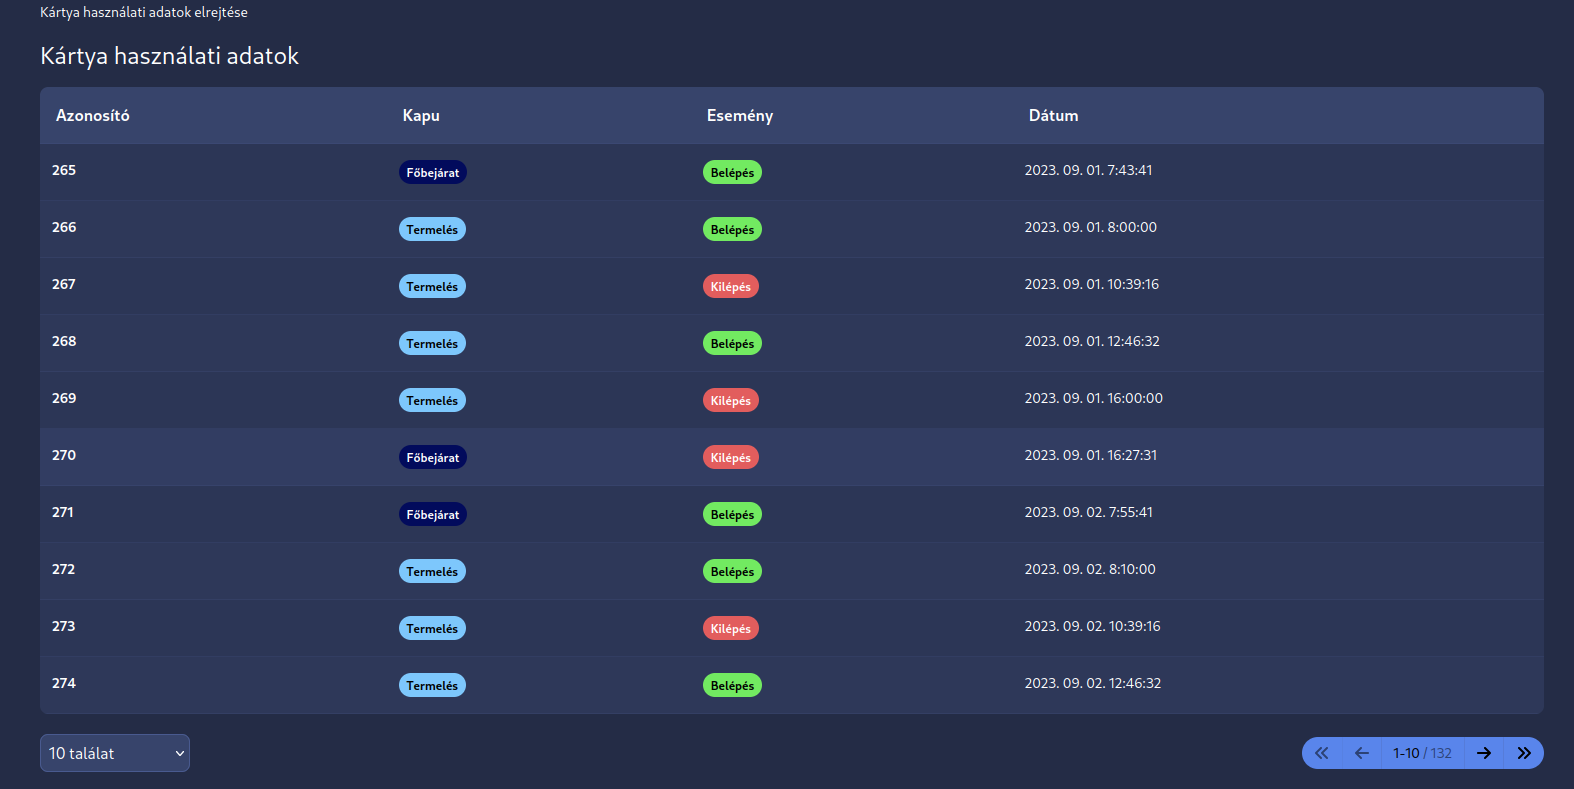 Kártya használati adatok elrejtése
Kártya használati adatok
Azonosító Kapu Esemény Dátum
265 Főbejárat Belépés 2023. 09. 01. 7:43:41
266 Termelés Belépés 2023. 09. 01. 8:00:00
267 Termelés Kilépés 2023. 09. 01. 10:39:16
268 Termelés Belépés 2023. 09. 01. 12:46:32
269 Termelés Kilépés 2023. 09. 01. 16:00:00
270 Főbejárat Kilépés 2023. 09. 01. 16:27:31
271 Főbejárat Belépés 2023. 09. 02. 7:55:41
272 Termelés Belépés 2023. 09. 02. 8:10:00
273 Termelés Kilépés 2023. 09. 02. 10:39:16
274 Termelés Belépés 2023. 09. 02. 12:46:32
10 találat 1-10 / 132